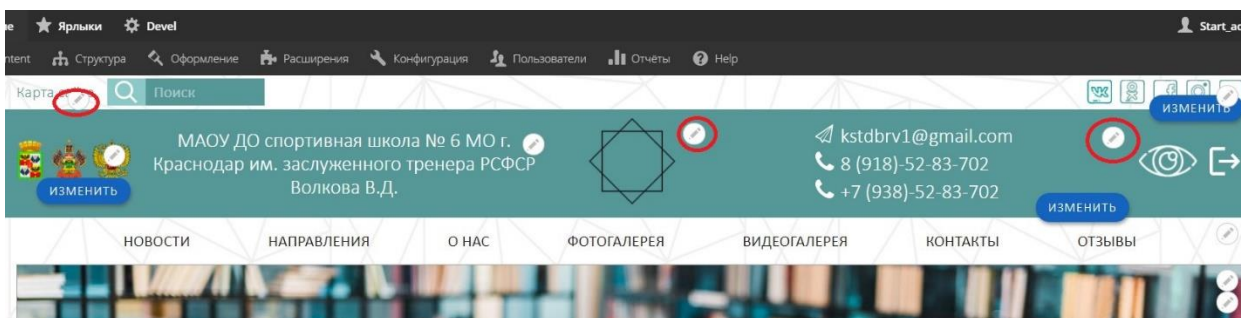 Ярлыки Devel Start_ac
Структура Оформление Расширения Конфигурация Пользователи Отчёты Help
Карта Поиск
ИЗМЕНИТЬ
МАОУ ДО спортивная школа № 6 МО г.
Краснодар им. заслуженного тренера РСФСР
Волкова В.Д.
ИЗМЕНИТЬ
kstdbrv1@gmail.com
8 (918)-52-83-702
+7 (938)-52-83-702
ИЗМЕНИТЬ
НОВОСТИ НАПРАВЛЕНИЯ О НАС ФОТОГАЛЕРЕЯ ВИДЕОГАЛЕРЕЯ КОНТАКТЫ ОТЗЫВЫ